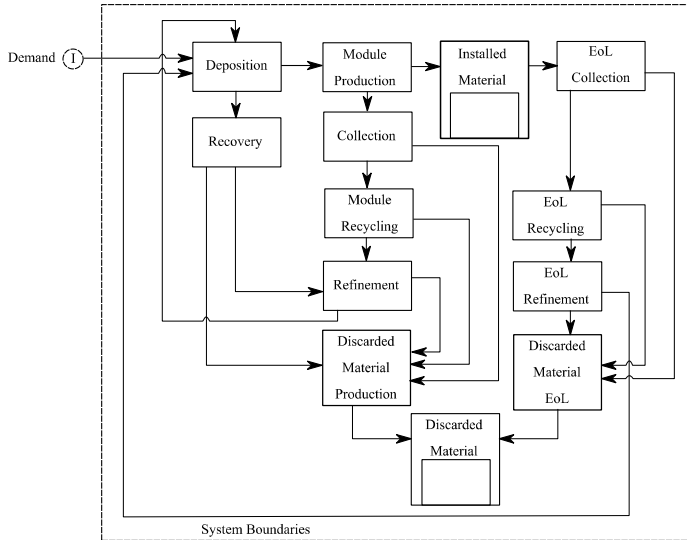 Demand
I
Deposition
Module
Production
Installed
Material
EoL
Collection
Recovery
Collection
Module
Recycling
EoL
Recycling
Refinement
EoL
Refinement
Discarded
Material
Production
Discarded
Material
EoL
Discarded
Material
System Boundaries